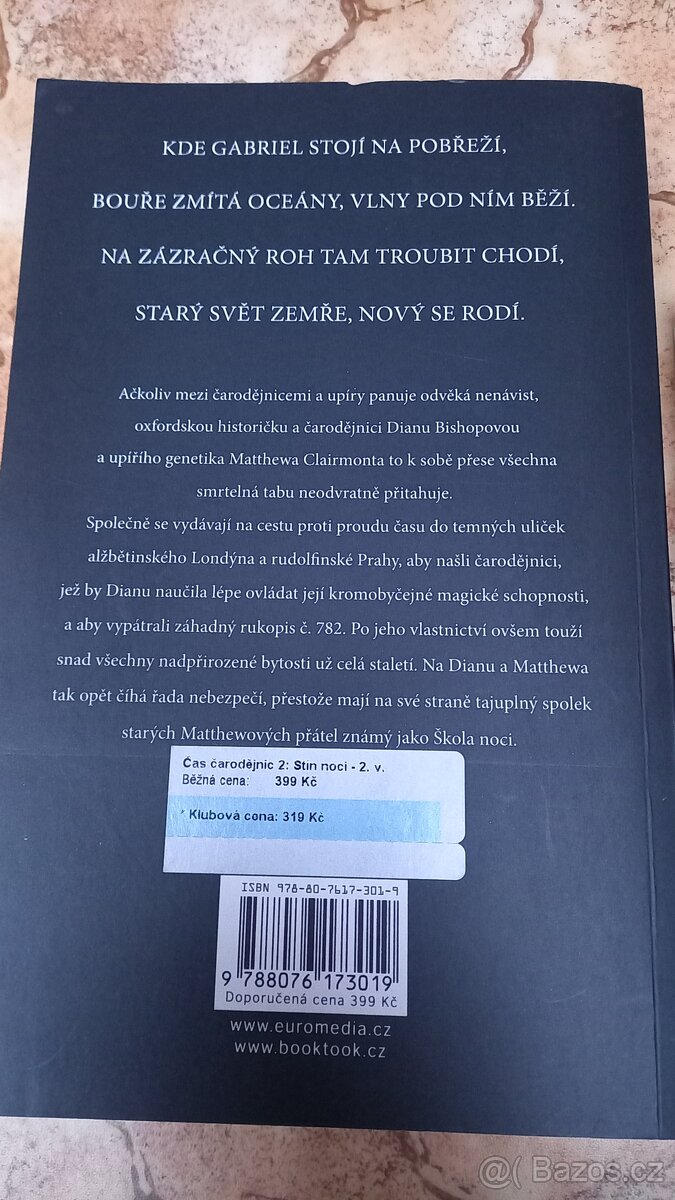 KDE GABRIEL STOJÍ NA POBŘEŽÍ,
BOUŘE ZMÍTÁ OCEÁNY, VLNY POD NÍM BĚŽÍ.
NA ZÁZRAČNÝ ROH TAM TROUBIT CHODÍ,
STARÝ SVĚT ZEMŘE, NOVÝ SE RODÍ.
Ačkoliv mezi čarodějnicemi a upíry panuje odvěká nenávist,
oxfordskou historičku a čarodějnici Dianu Bishopovou
a upířího genetika Matthewa Clairmonta to k sobě přese všechna
smrtelná tabu neodvratně přitahuje.
Společně se vydávají na cestu proti proudu času do temných uliček
alžbětinského Londýna a rudolfinské Prahy, aby našli čarodějnici,
jež by Dianu naučila lépe ovládat její kromobyčejné magické schopnosti,
a aby vypátrali záhadný rukopis č. 782. Po jeho vlastnictví ovšem touží
snad všechny nadpřirozené bytosti už celá staletí. Na Dianu a Matthewa
tak opět číhá řada nebezpečí, přestože mají na své straně tajuplný spolek
starých Matthewových přátel známý jako Škola noci.
Čas čarodějnic 2: Stín noci - 2. v.
Běžná cena: 399 Kč
* Klubová cena: 319 Kč
ISBN 978-80-7617-301-9
9 788076 173019
Doporučená cena 399 Kč
www.euromedia.cz
www.booktook.cz
@( Bazos.cz